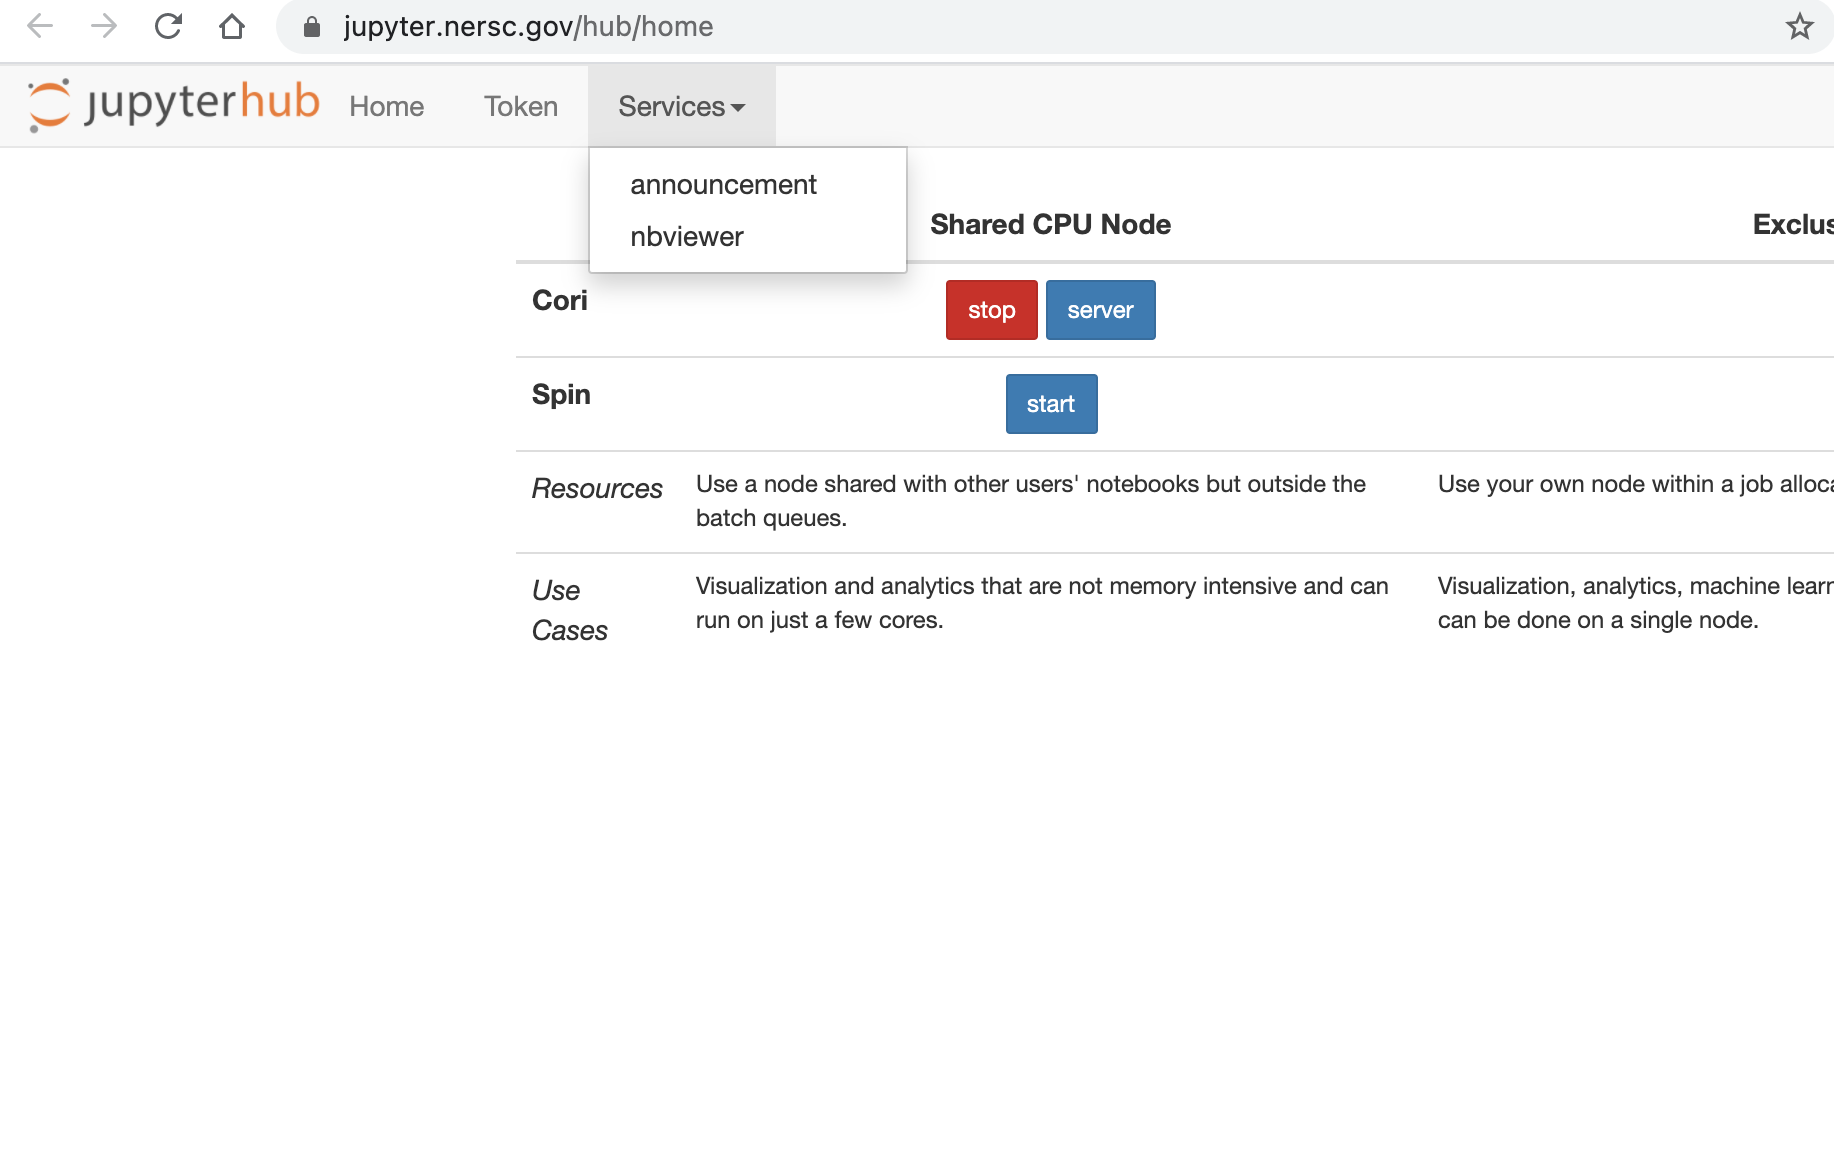 jupyter.nersc.gov/hub/home
jupyterhub Home Token Services
announcement
nbviewer
Shared CPU Node Exclus
Cori stop server
Spin start
Resources Use a node shared with other users' notebooks but outside the Use your own node within a job alloca
batch queues.
Use Visualization and analytics that are not memory intensive and can Visualization, analytics, machine learn
Cases run on just a few cores. can be done on a single node.